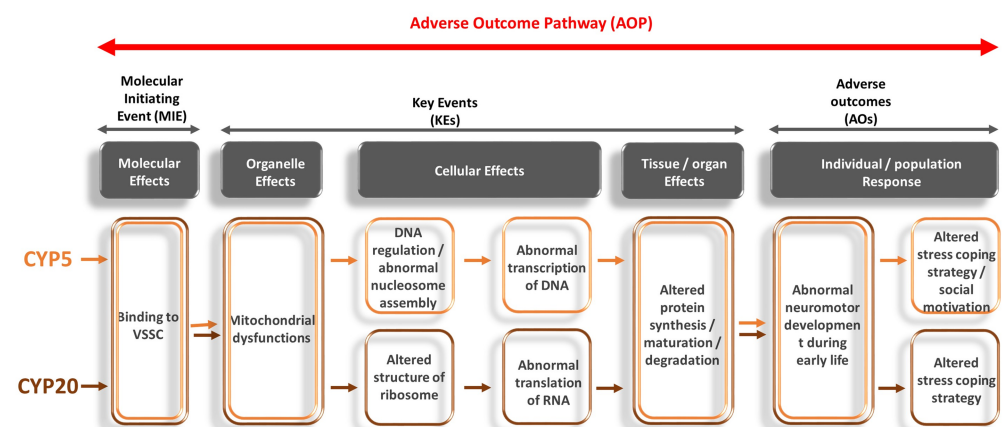 Adverse Outcome Pathway (AOP)
Molecular
Initiating
Event (MIE)
Key Events
(KEs)
Adverse
outcomes
(AOs)
Molecular
Effects
Organelle
Effects
Cellular Effects
Tissue / organ
Effects
Individual / population
Response
CYP5
CYP20
Binding to
VSSC
Mitochondrial
dysfunctions
DNA
regulation /
abnormal
nucleosome
assembly
Abnormal
transcription
of DNA
Altered
structure of
ribosome
Abnormal
translation
of RNA
Altered
protein
synthesis /
maturation /
degradation
Abnormal
neuromotor
developmen
t during
early life
Altered
stress coping
strategy /
social
motivation
Altered
stress coping
strategy